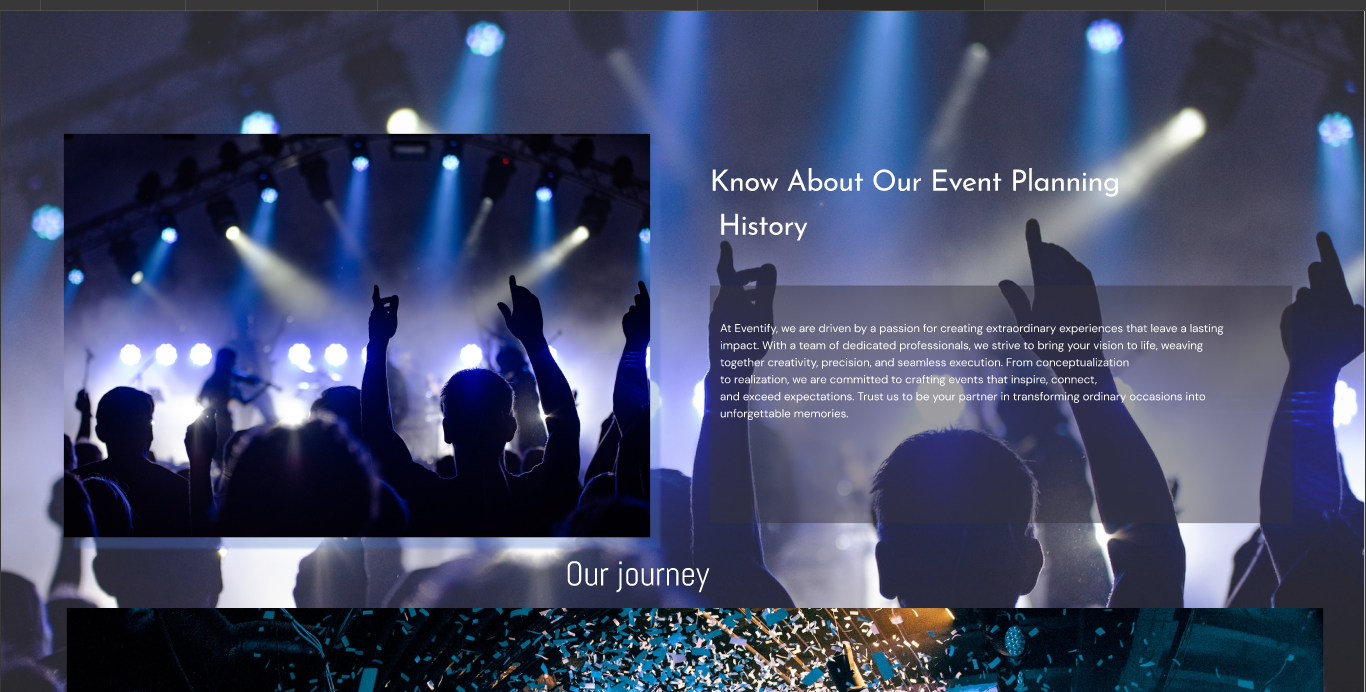 Know About Our Event Planning
History
At Eventify, we are driven by a passion for creating extraordinary experiences that leave a lasting
impact. With a team of dedicated professionals, we strive to bring your vision to life, weaving
together creativity, precision, and seamless execution. From conceptualization
to realization, we are committed to crafting events that inspire, connect,
and exceed expectations. Trust us to be your partner in transforming ordinary occasions into
unforgettable memories.
Our journey